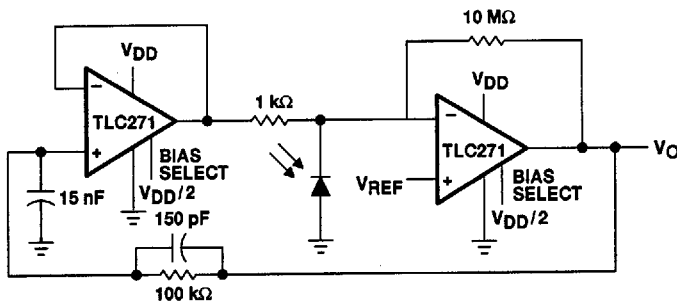 10 MΩ
VDD
VDD
1 kΩ
−
TLC271
+
−
TLC271
+
VO
BIAS
SELECT
BIAS
SELECT
VREF
15 nF
VDD/2
VDD/2
150 pF
100 kΩ